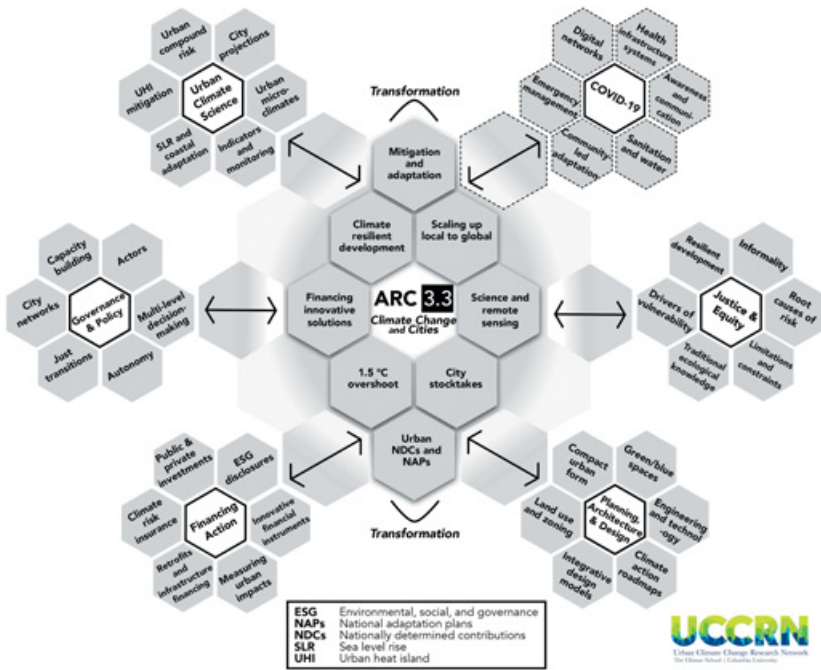 Urban
compound
risk
City
projections
UHI
mitigation
Urban
Climate
Science
Urban
micro-
climates
SLR and
coastal
adaptation
Indicators
and
monitoring
Transformation
Digital
networks
Health
infrastructure
systems
Emergency
management
COVID-19
Awareness
and
communi-
cation
Community-
led
adaptation
Sanitation
and water
Mitigation
and
adaptation
Climate
resilient
development
Scaling up
local to global
Financing
innovative
solutions
ARC 3.3
Climate Change
and Cities
Science and
remote
sensing
1.5 °C
overshoot
City
stocktakes
Urban
NDCs and
NAPs
Transformation
Capacity
building
Actors
City
networks
Governance
& Policy
Multi-level
decision-
making
Just
transitions
Autonomy
Resilient
development
Informality
Drivers of
vulnerability
Justice &
Equity
Root
causes of
risk
Traditional
ecological
knowledge
Limitations
and
constraints
Public &
private
investments
ESG
disclosures
Climate
risk
insurance
Financing
Action
Innovative
financial
instruments
Retrofits
and
infrastructure
financing
Measuring
urban
impacts
Compact
urban
form
Green/blue
spaces
Land use
and zoning
Planning,
Architecture
& Design
Engineering
and technol
-ogy
Integrative
design
models
Climate
action
roadmaps
ESG Environmental, social, and governance
NAPs National adaptation plans
NDCs Nationally determined contributions
SLR Sea level rise
UHI Urban heat island
UCCRN
Urban Climate Change Research Network
The Climate School | Columbia University